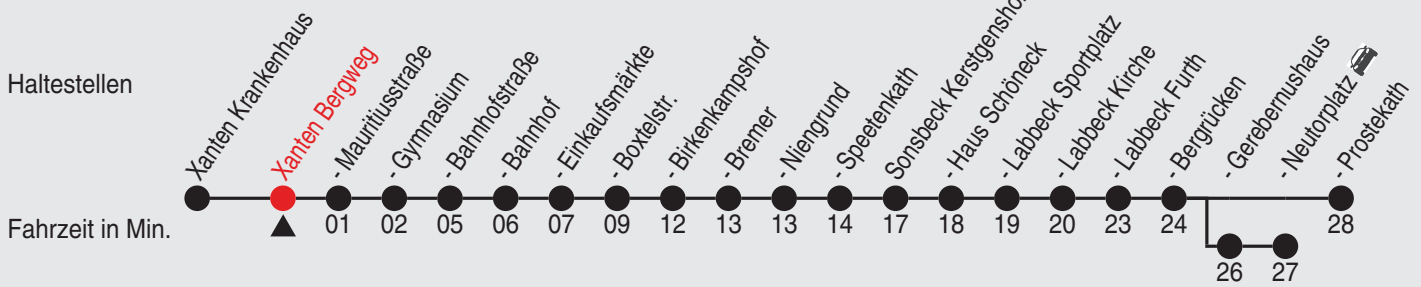 Haltestellen
Xanten Krankenhaus
Xanten Bergweg
- Mauritiusstraße
- Gymnasium
- Bahnhofstraße
- Bahnhof
- Einkaufsmärkte
- Boxtelstr.
- Birkenkampshof
- Bremer
- Niengrund
- Speetenkath
Sonsbeck Kerstgenshof
- Haus Schöneck
- Labbeck Sportplatz
- Labbeck Kirche
- Labbeck Furth
- Bergrücken
- Gerebernushaus
- Neutorplatz
- Prostekath
Fahrzeit in Min.
01 02 05 06 07 09 12 13 13 14 17 18 19 20 23 24 28
26 27